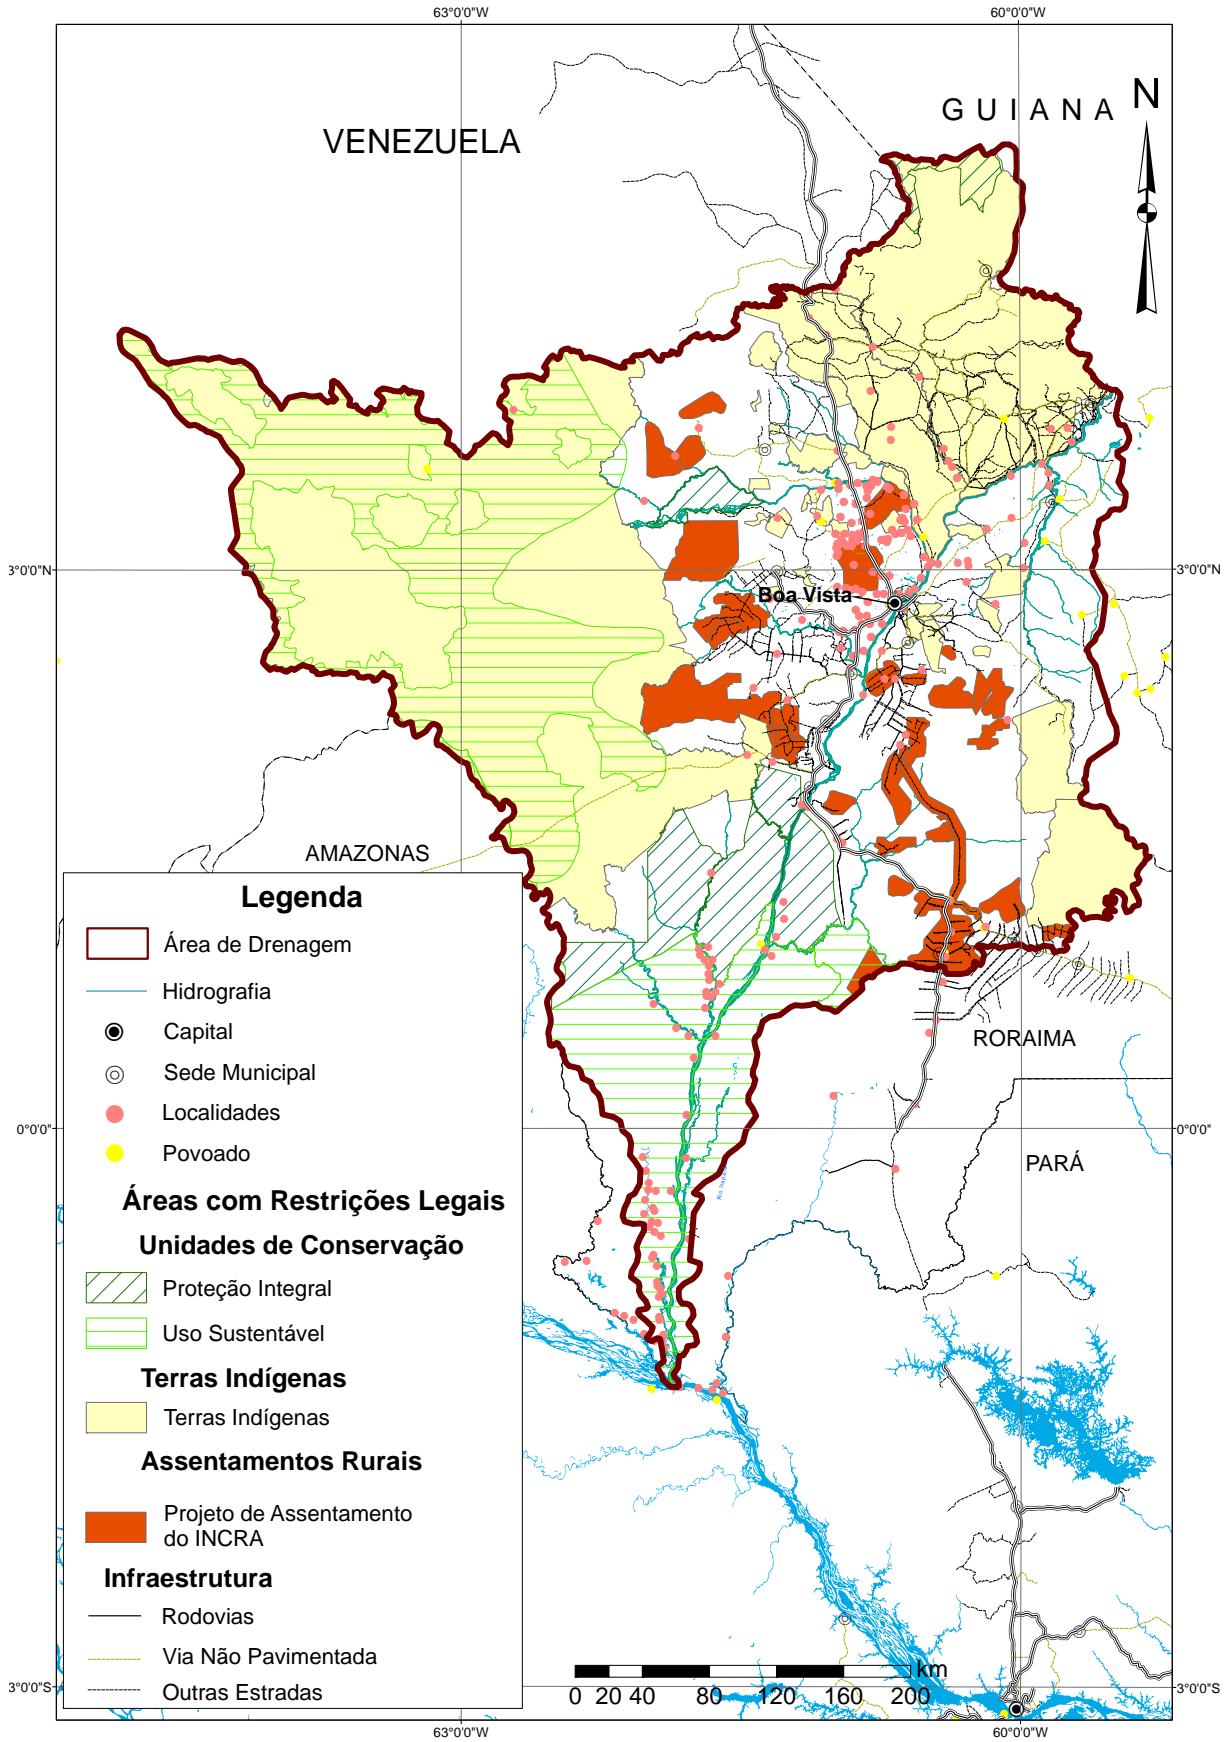 63°0'0"W
60°0'0"W
GUIANA
N
VENEZUELA
3°0'0"N
3°0'0"N
Boa Vista
AMAZONAS
Legenda
Área de Drenagem
Hidrografia
Capital
Sede Municipal
Localidades
Povoado
Áreas com Restrições Legais
Unidades de Conservação
Proteção Integral
Uso Sustentável
Terras Indígenas
Terras Indígenas
Assentamentos Rurais
Projeto de Assentamento
do INCRA
Infraestrutura
Rodovias
Via Não Pavimentada
Outras Estradas
RORAIMA
0°0'0"
0°0'0"
PARÁ
km
0 20 40 80 120 160 200
3°0'0"S
3°0'0"S
63°0'0"W
60°0'0"W